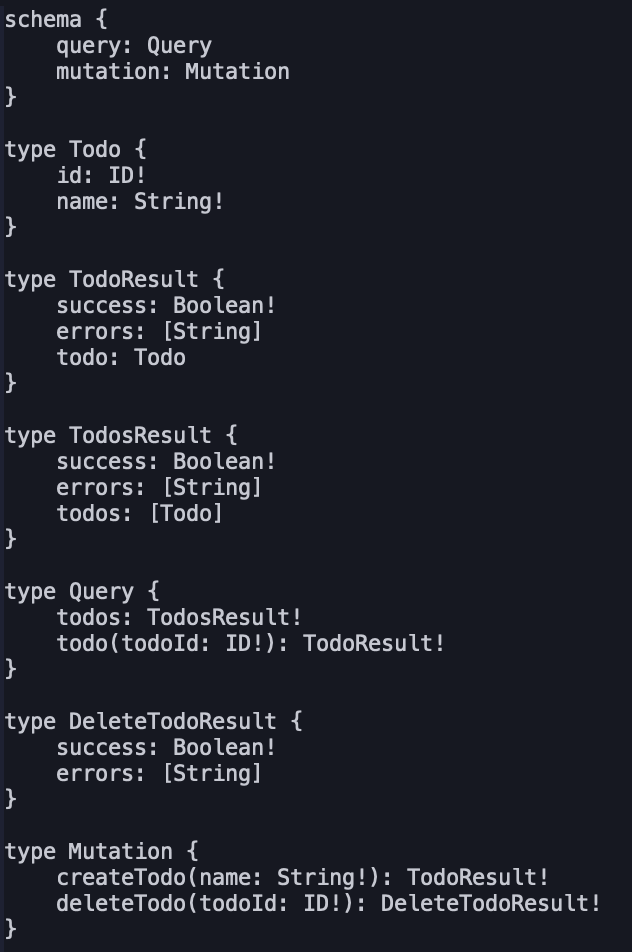 schema {
    query: Query
    mutation: Mutation
}

type Todo {
    id: ID!
    name: String!
}

type TodoResult {
    success: Boolean!
    errors: [String]
    todo: Todo
}

type TodosResult {
    success: Boolean!
    errors: [String]
    todos: [Todo]
}

type Query {
    todos: TodosResult!
    todo(todoId: ID!): TodoResult!
}

type DeleteTodoResult {
    success: Boolean!
    errors: [String]
}

type Mutation {
    createTodo(name: String!): TodoResult!
    deleteTodo(todoId: ID!): DeleteTodoResult!
}